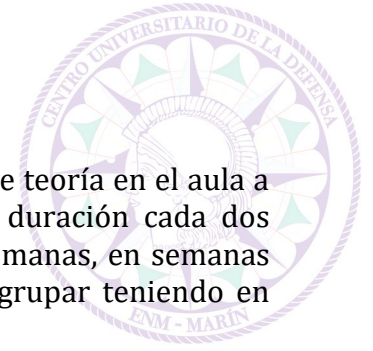 CENTRO UNIVERSITARIO DE LA DEFENSA
e teoría en el aula a
duración cada dos
manas, en semanas
grupar teniendo en
ENM - MARÍN